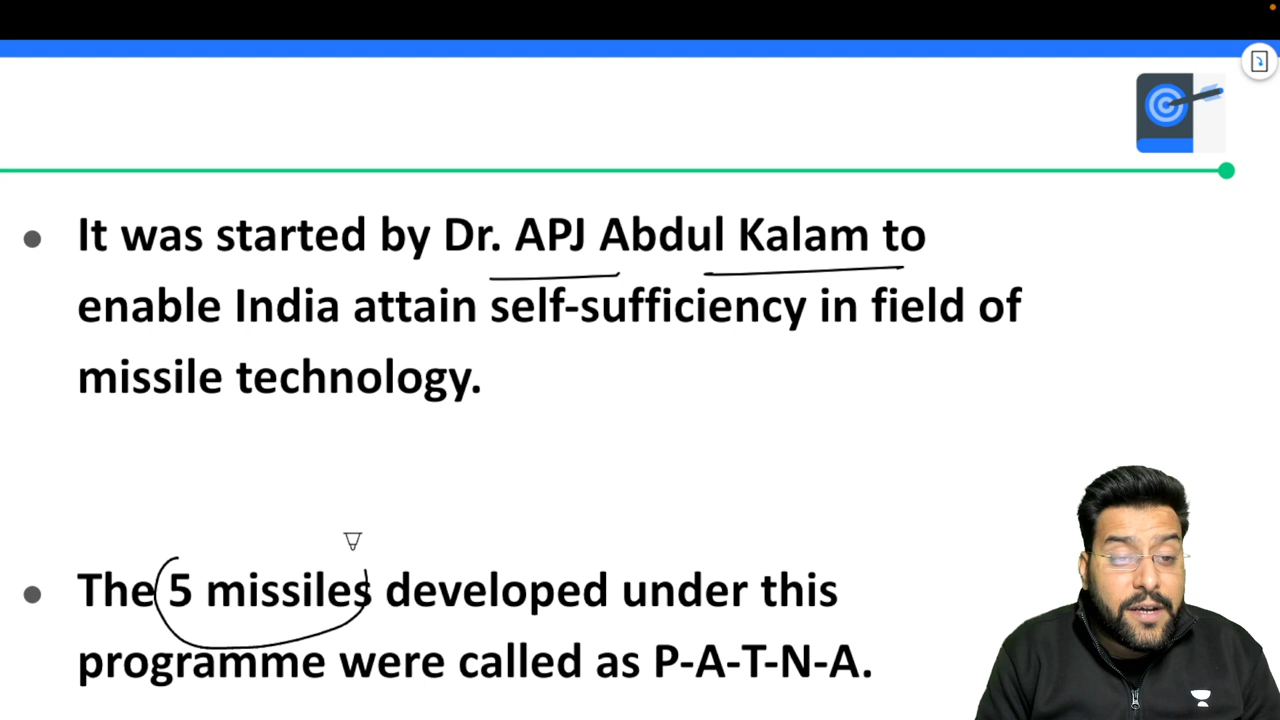 It was started by Dr. APJ Abdul Kalam to
enable India attain self-sufficiency in field of
missile technology.
The 5 missiles developed under this
programme were called as P-A-T-N-A.